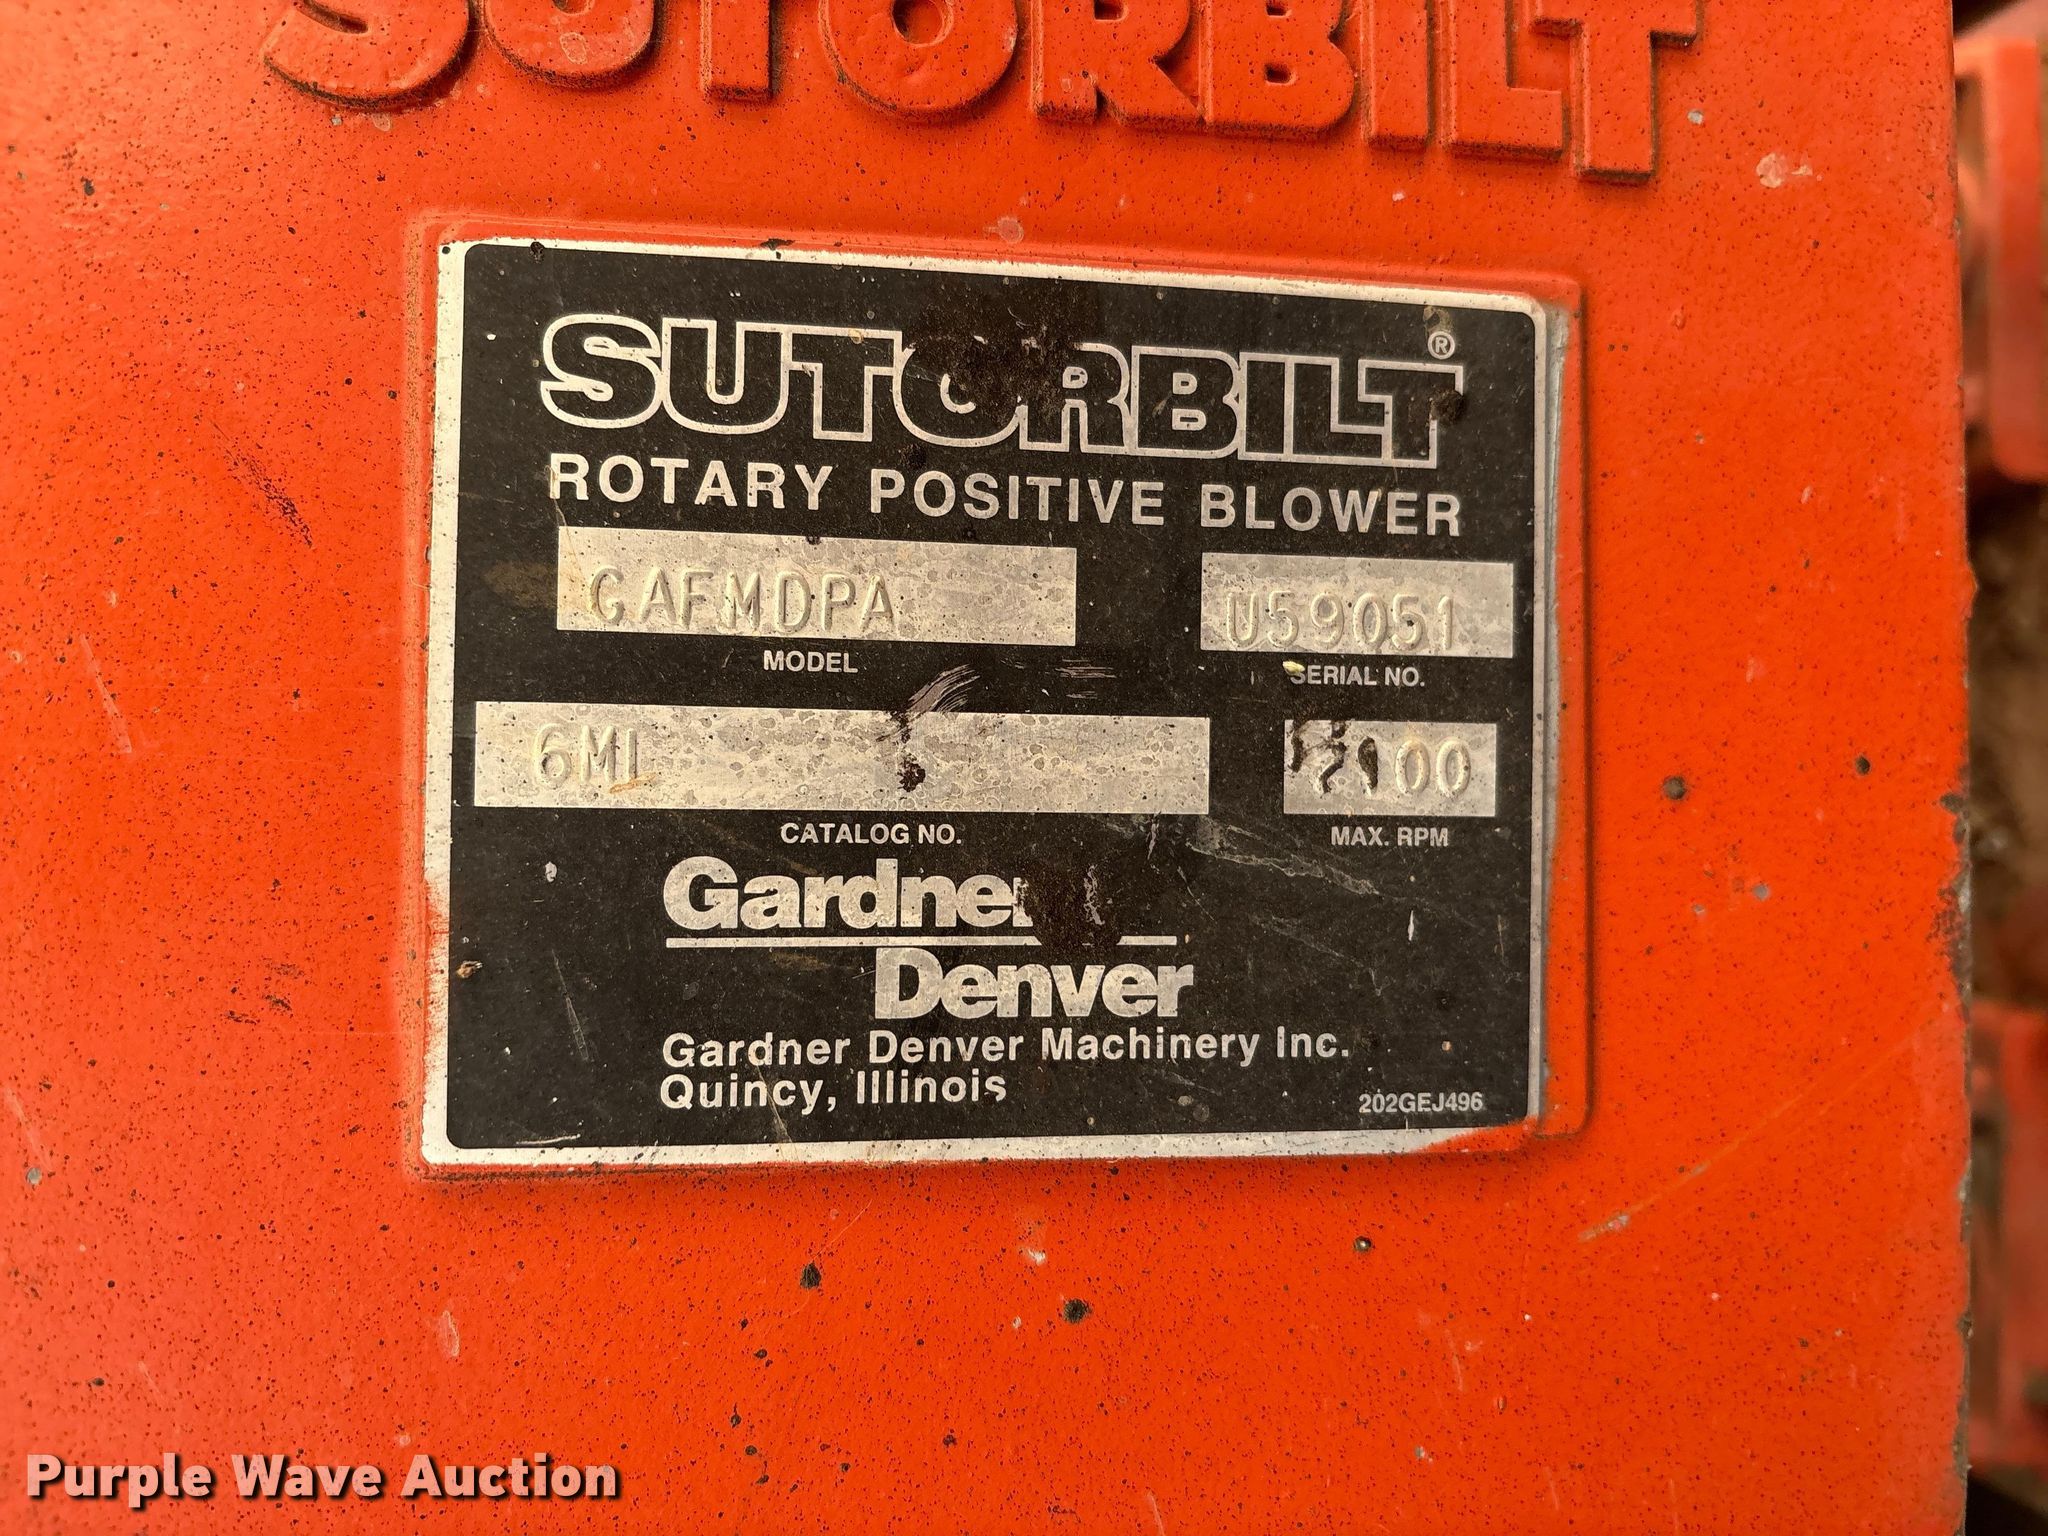 SUTORBILT
SUTORBILT®
ROTARY POSITIVE BLOWER
GAFMDPA
U59051
MODEL
SERIAL NO.
6ML
CATALOG NO.
MAX. RPM
Gardner
Denver
Gardner Denver Machinery Inc.
Quincy, Illinois
202GEJ496
Purple Wave Auction